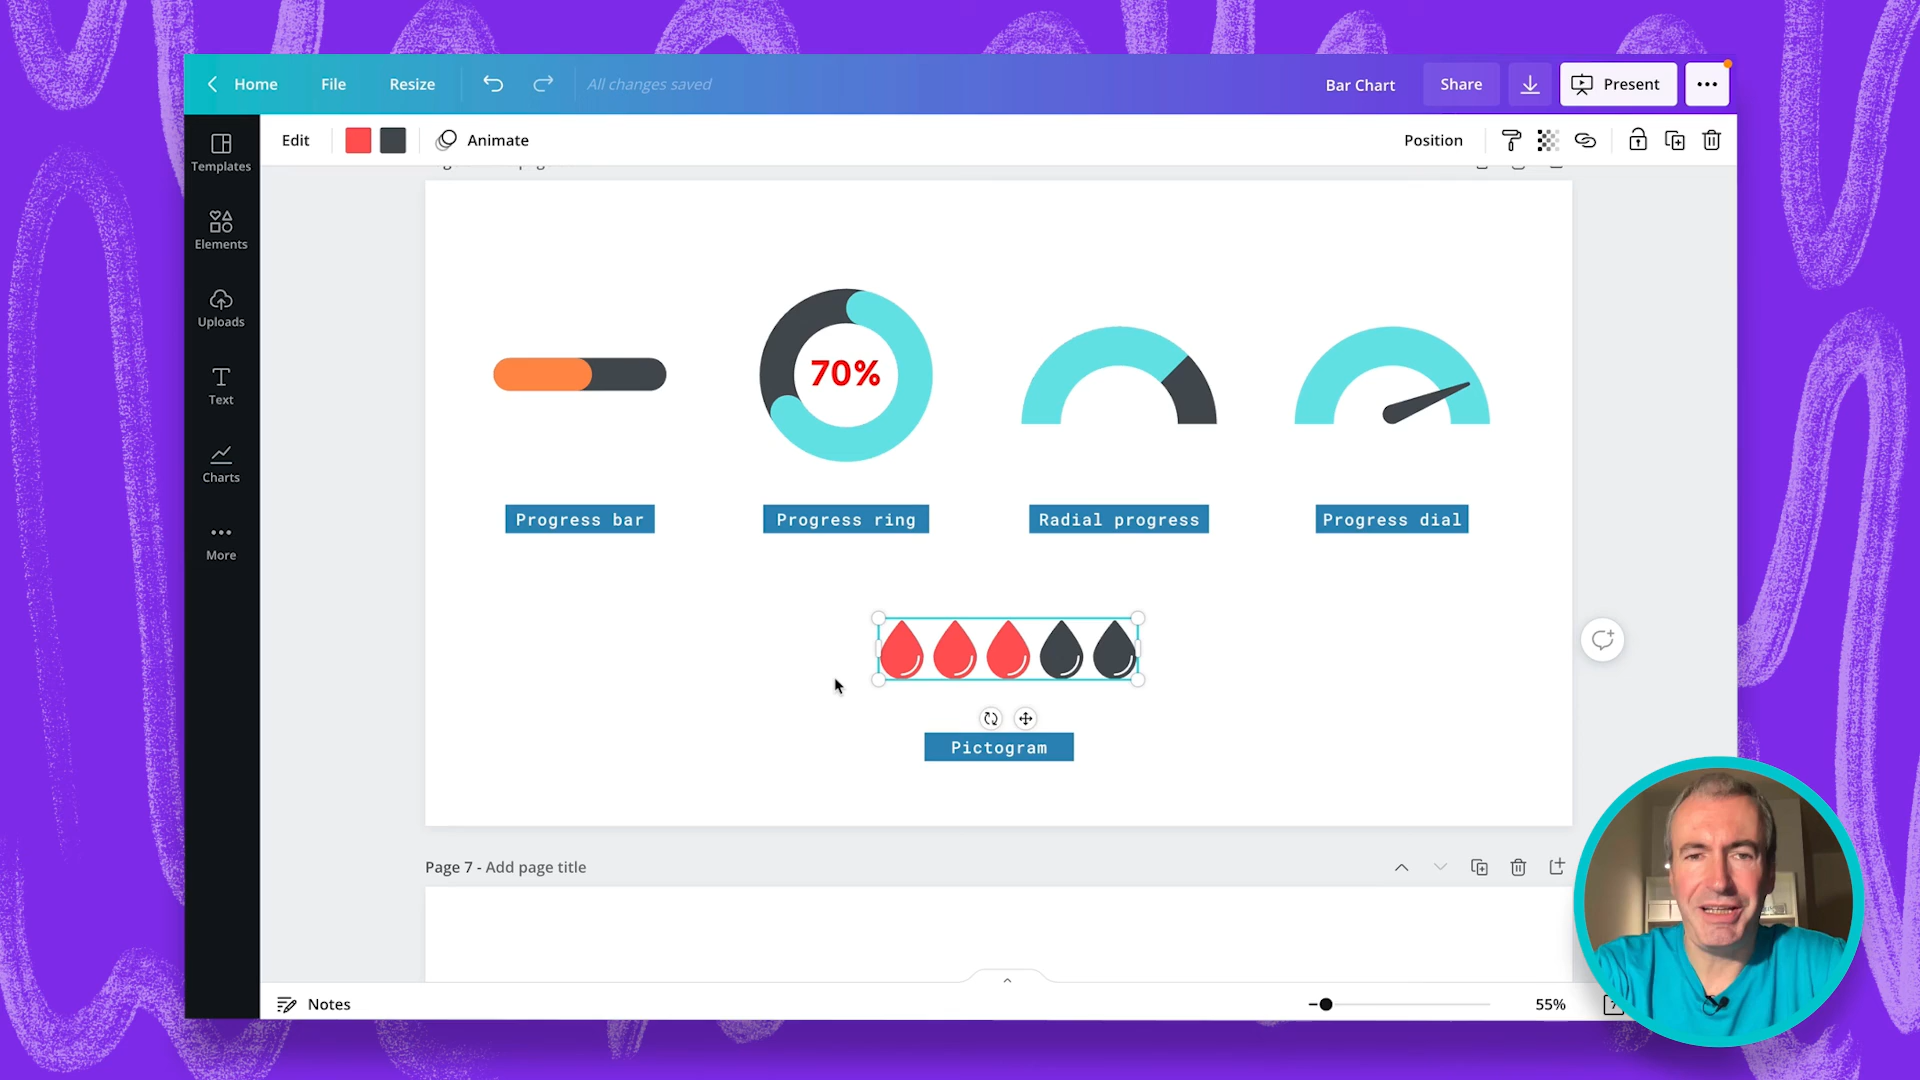 Home File Resize All changes saved Bar Chart Share Present
Edit Animate Position
Templates
Elements
Uploads
Text
Charts
More
70%
Progress bar Progress ring Radial progress Progress dial
Pictogram
Page 7 - Add page title
Notes 55%